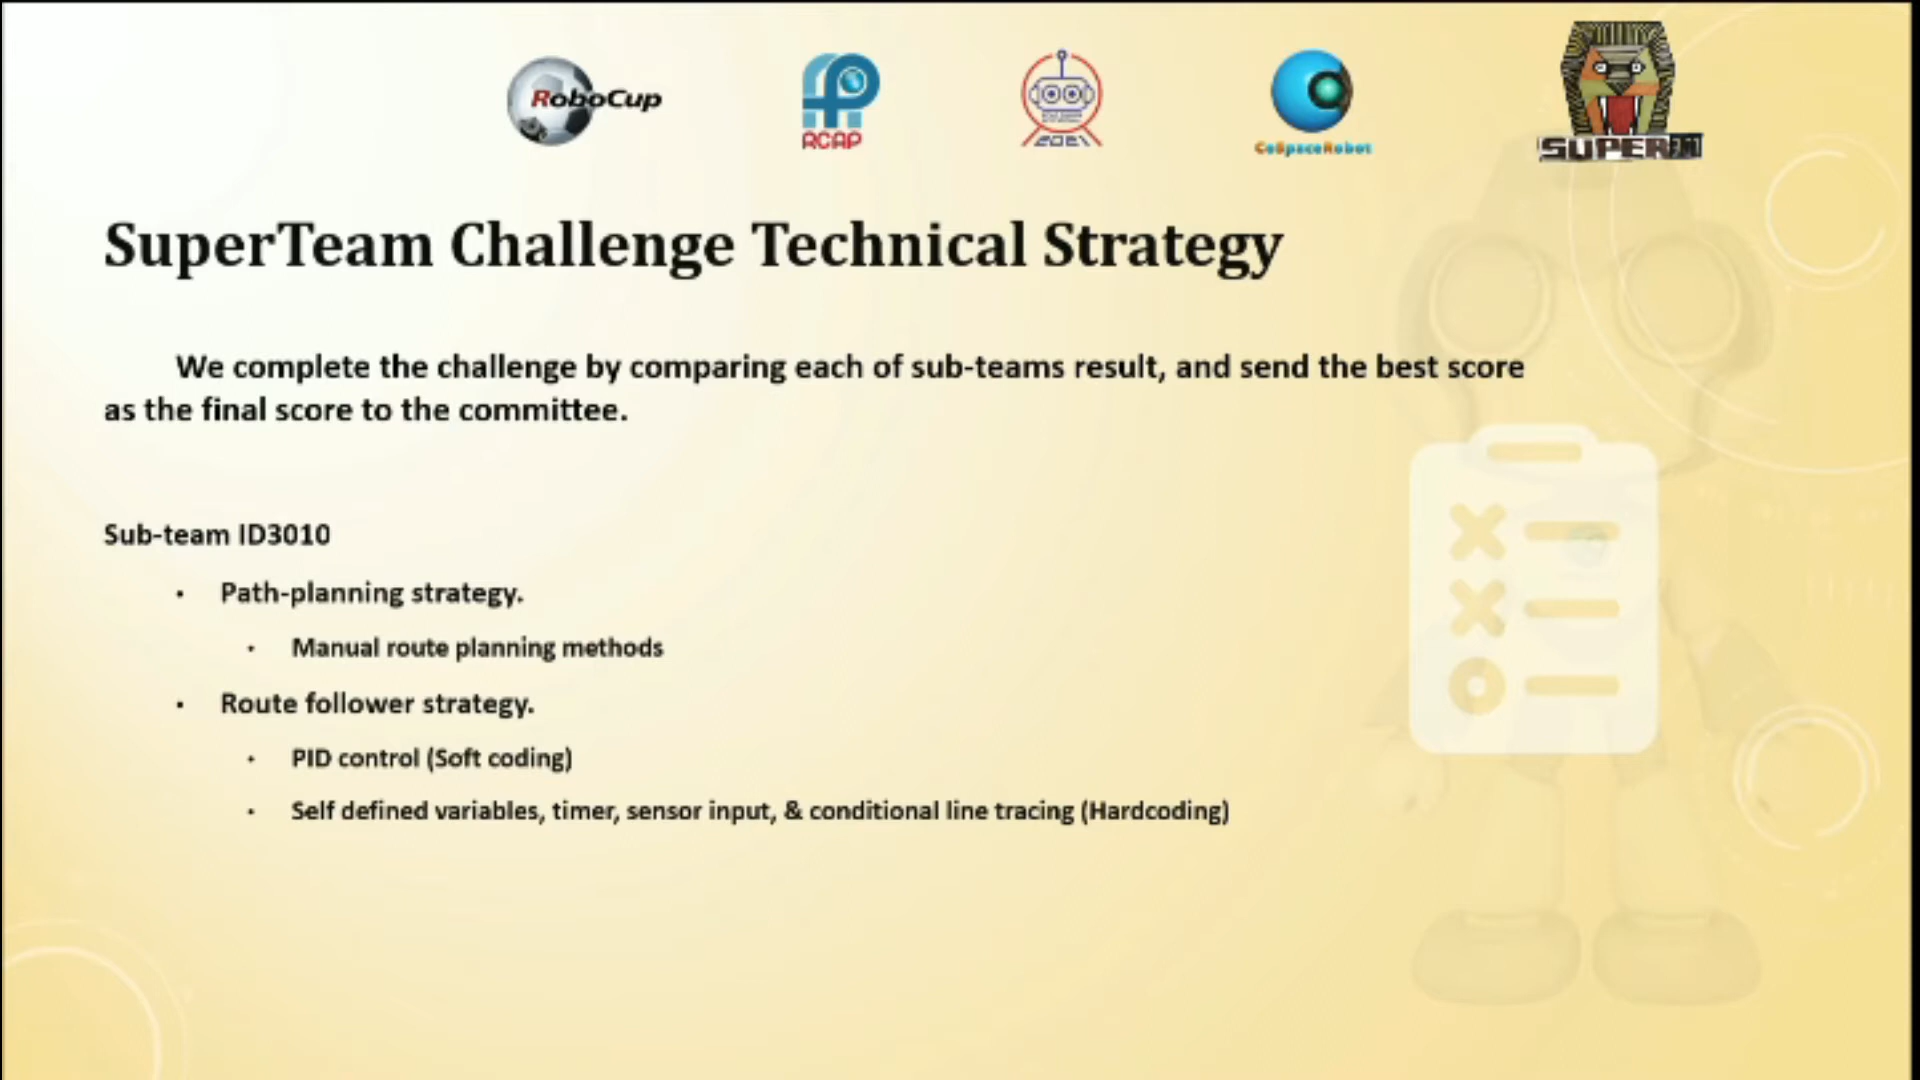 RoboCup
RCAP
2021
CoSpaceRobot
SUPER
SuperTeam Challenge Technical Strategy
We complete the challenge by comparing each of sub-teams result, and send the best score
as the final score to the committee.
Sub-team ID3010
• Path-planning strategy.
• Manual route planning methods
• Route follower strategy.
• PID control (Soft coding)
• Self defined variables, timer, sensor input, & conditional line tracing (Hardcoding)